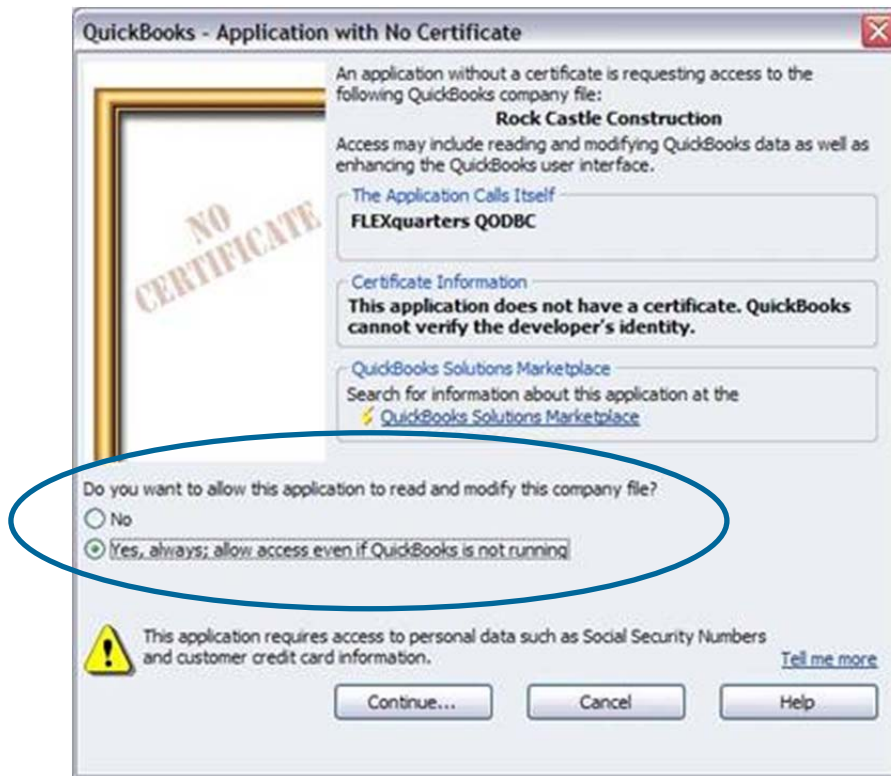 QuickBooks - Application with No Certificate
An application without a certificate is requesting access to the
following QuickBooks company file:
Rock Castle Construction
Access may include reading and modifying QuickBooks data as well as
enhancing the QuickBooks user interface.
NO
CERTIFICATE
The Application Calls Itself
FLEXquarters QODBC
Certificate Information
This application does not have a certificate. QuickBooks
cannot verify the developer's identity.
QuickBooks Solutions Marketplace
Search for information about this application at the
QuickBooks Solutions Marketplace
Do you want to allow this application to read and modify this company file?
No
Yes, always; allow access even if QuickBooks is not running
This application requires access to personal data such as Social Security Numbers
and customer credit card information.
Tell me more
Continue...
Cancel
Help